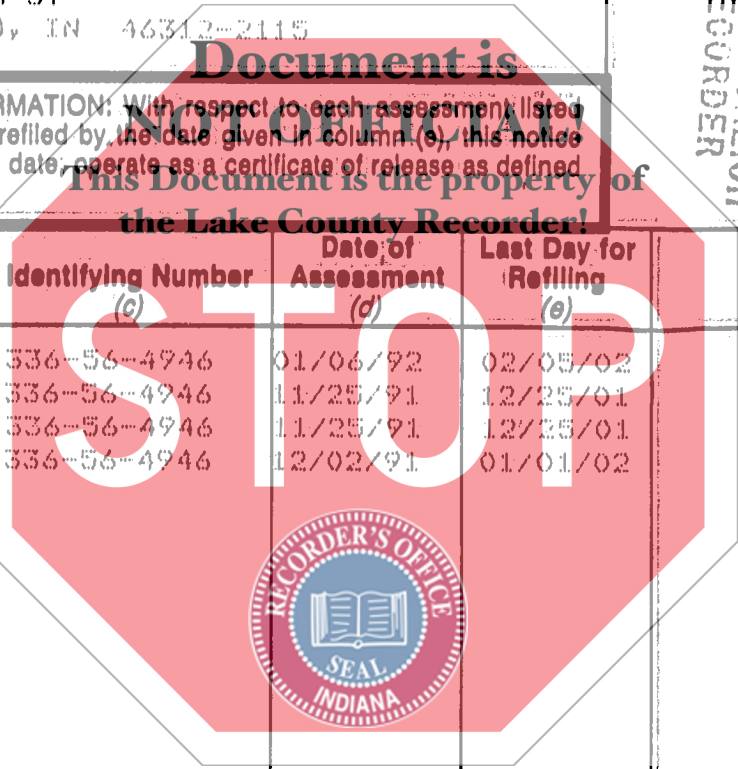 IN 46312-2115
Document is
RMATION: With respect to each assessment listed
NOT OFFICIAL!
refiled by the date given in column (e), this notice
date, operate as a certificate of release as defined
This Document is the property of
the Lake County Recorder!
RECORDER
Identifying Number (c) Date of Assessment (d) Last Day for Refiling (e)
336-56-4946 01/06/92 02/05/02
336-56-4946 11/25/91 12/25/01
336-56-4946 11/25/91 12/25/01
336-56-4946 12/02/91 01/01/02
STOP
RECORDER'S OFFICE
SEAL
INDIANA